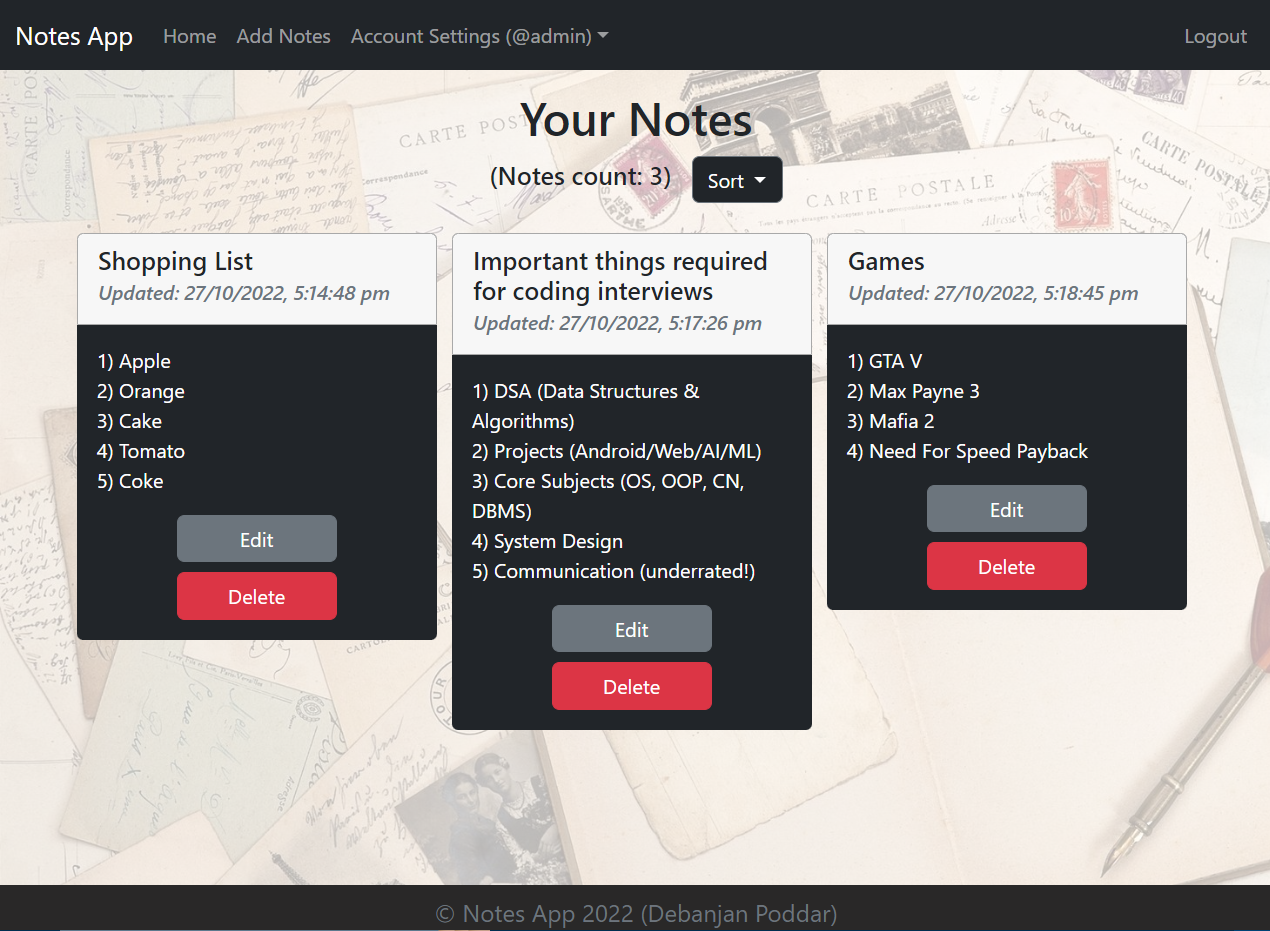 Notes App Home Add Notes Account Settings (@admin) Logout
Your Notes
(Notes count: 3) Sort
CARTE POSTALE
CARTE POSTALE
Shopping List
Updated: 27/10/2022, 5:14:48 pm
1) Apple
2) Orange
3) Cake
4) Tomato
5) Coke
Edit
Delete
Important things required
for coding interviews
Updated: 27/10/2022, 5:17:26 pm
1) DSA (Data Structures &
Algorithms)
2) Projects (Android/Web/AI/ML)
3) Core Subjects (OS, OOP, CN,
DBMS)
4) System Design
5) Communication (underrated!)
Edit
Delete
Games
Updated: 27/10/2022, 5:18:45 pm
1) GTA V
2) Max Payne 3
3) Mafia 2
4) Need For Speed Payback
Edit
Delete
© Notes App 2022 (Debanjan Poddar)